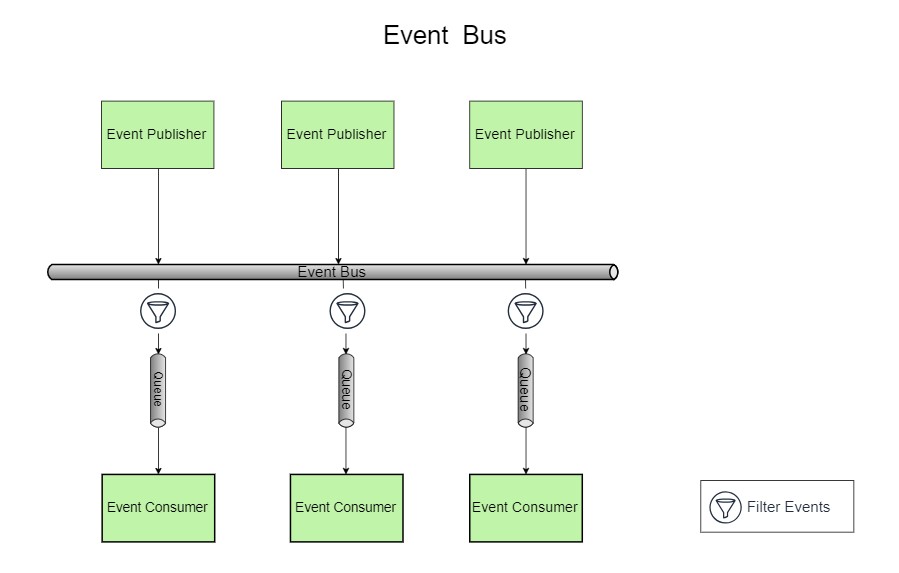 Event Bus
Event Publisher
Event Publisher
Event Publisher
Event Bus
Queue
Queue
Queue
Event Consumer
Event Consumer
Event Consumer
Filter Events